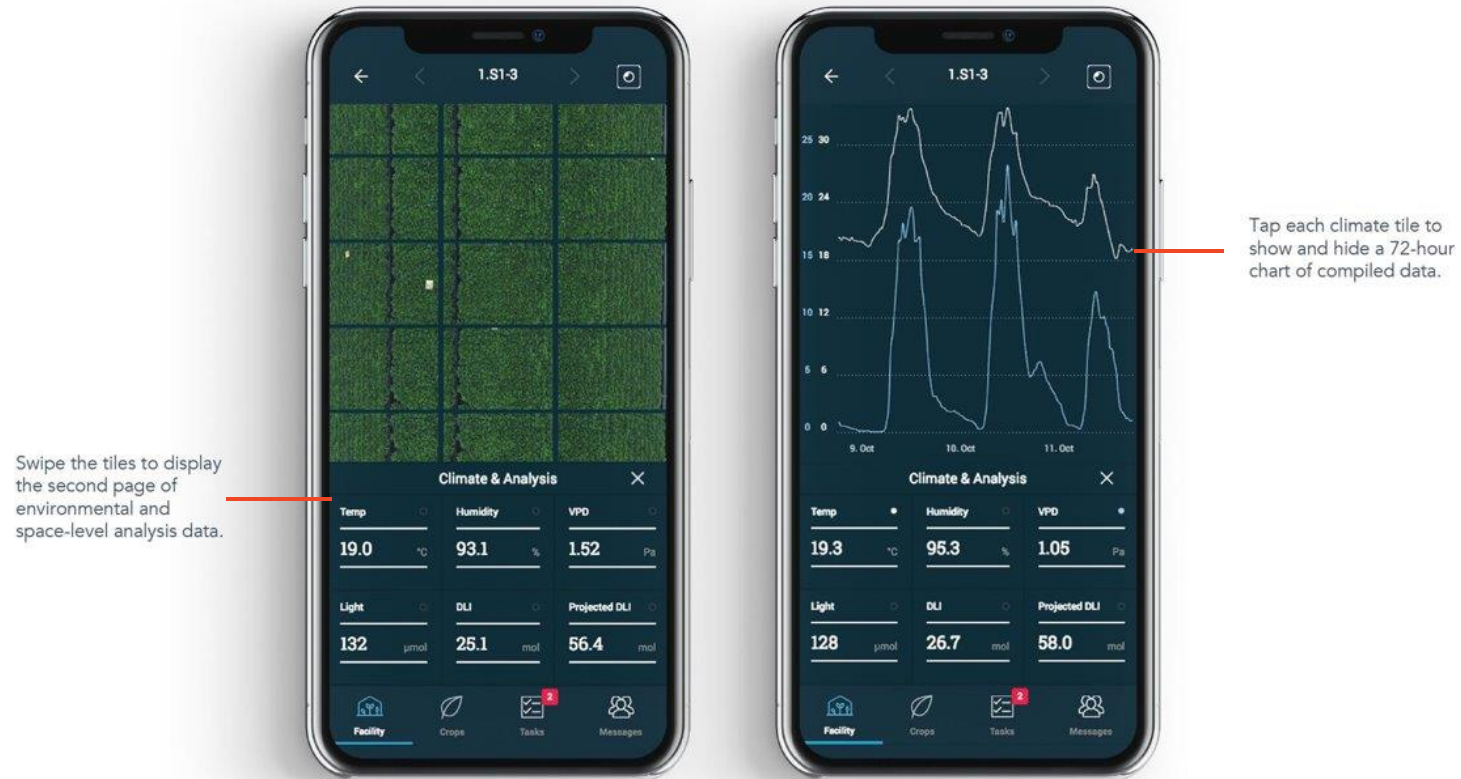 Swipe the tiles to display
the second page of
environmental and
space-level analysis data.
1.S1-3
Climate & Analysis
Temp Humidity VPD
19.0 °C 93.1 % 1.52 Pa
Light DLI Projected DLI
132 µmol 25.1 mol 56.4 mol
2
Facility Crops Tasks Messages
1.S1-3
25 30
20 24
15 18
10 12
5 6
0 0
9. Oct 10. Oct 11. Oct
Climate & Analysis
Temp Humidity VPD
19.3 °C 95.3 % 1.05 Pa
Light DLI Projected DLI
128 µmol 26.7 mol 58.0 mol
2
Facility Crops Tasks Messages
Tap each climate tile to
show and hide a 72-hour
chart of compiled data.